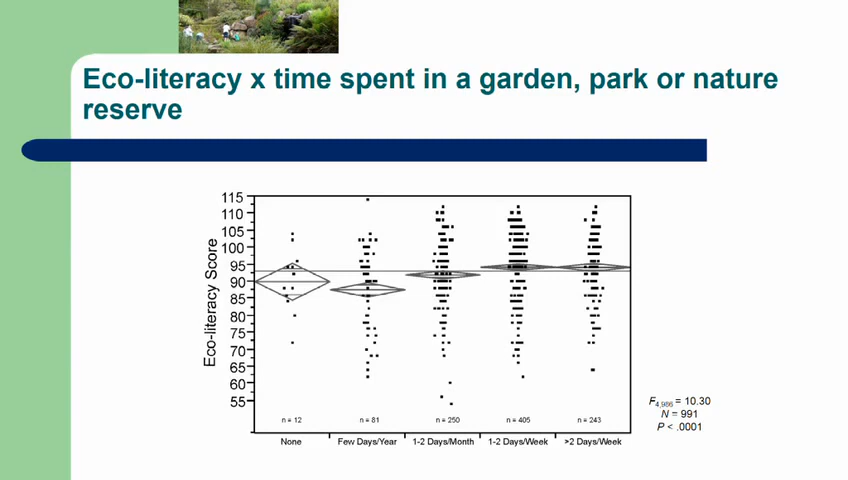 Eco-literacy x time spent in a garden, park or nature
reserve
115
110
105
100
95
90
85
80
75
70
65
60
55
Eco-literacy Score
n = 12
n = 81
n = 250
n = 405
n = 243
None
Few Days/Year
1-2 Days/Month
1-2 Days/Week
>2 Days/Week
F4,986 = 10.30
N = 991
P < .0001